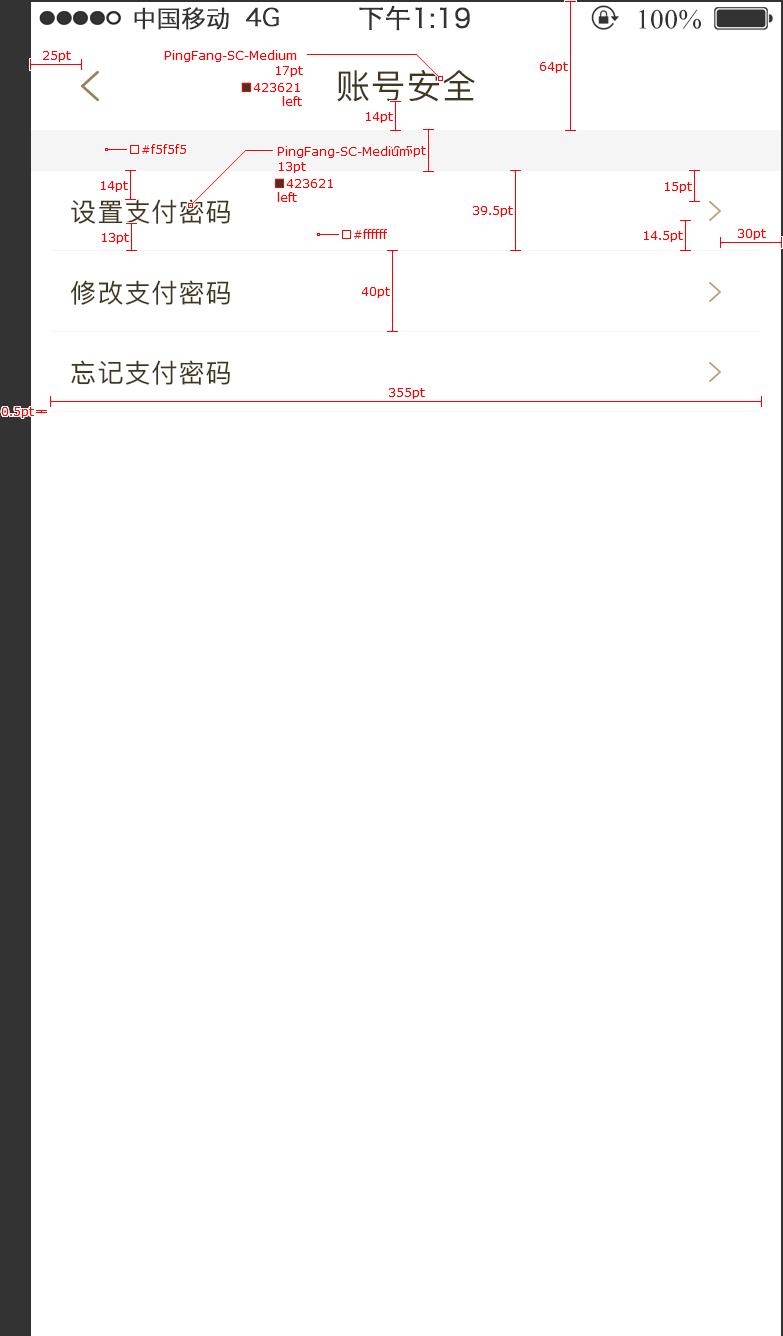 中国移动 4G 下午1:19 100%
25pt
PingFang-SC-Medium
17pt
423621
left
账号安全
64pt
14pt
#f5f5f5
PingFang-SC-Medium
13pt
423621
left
14pt
设置支付密码
13pt
39.5pt
15pt
14.5pt
30pt
#ffffff
修改支付密码
40pt
忘记支付密码
355pt
0.5pt